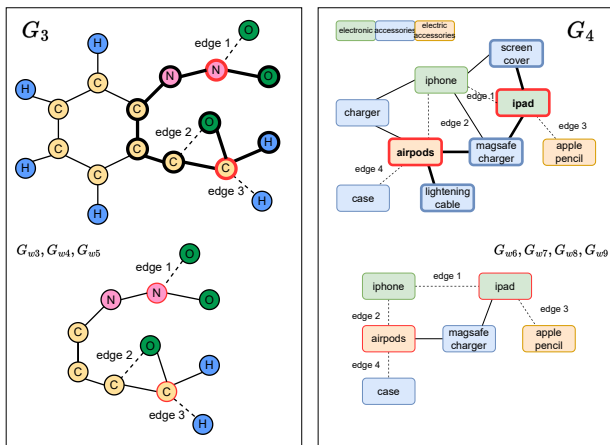 G3
H
O
edge 1
H
N
N
O
C
H
C
C
O
edge 2
H
C
C
H
C
C
C
C
edge 3
H
H
Gw3, Gw4, Gw5
O
edge 1
N
N
O
C
O
edge 2
H
C
C
C
edge 3
H
electronic
accessories
electric
accessories
G4
screen
cover
iphone
edge 1
ipad
charger
edge 2
edge 3
airpods
magsafe
charger
apple
pencil
edge 4
case
lightening
cable
Gw6, Gw7, Gw8, Gw9
iphone
edge 1
ipad
edge 2
edge 3
airpods
magsafe
charger
apple
pencil
edge 4
case